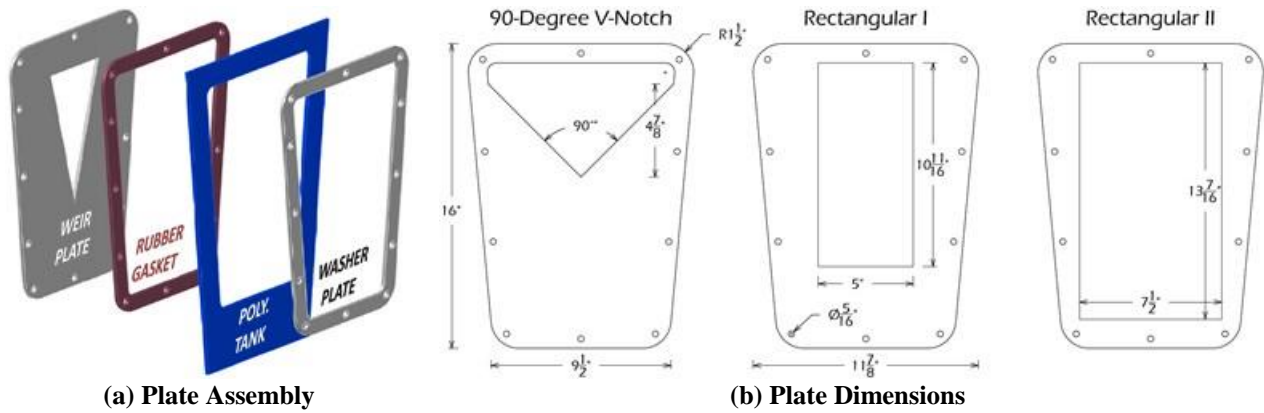 WEIR
PLATE
RUBBER
GASKET
POLY.
TANK
WASHER
PLATE
(a) Plate Assembly
90-Degree V-Notch
R1 1/2"
90°"
4 7/8"
16"
9 1/2"
Rectangular I
10 11/16"
5"
Ø 5/16"
11 7/8"
Rectangular II
13 7/16"
7 1/2"
(b) Plate Dimensions